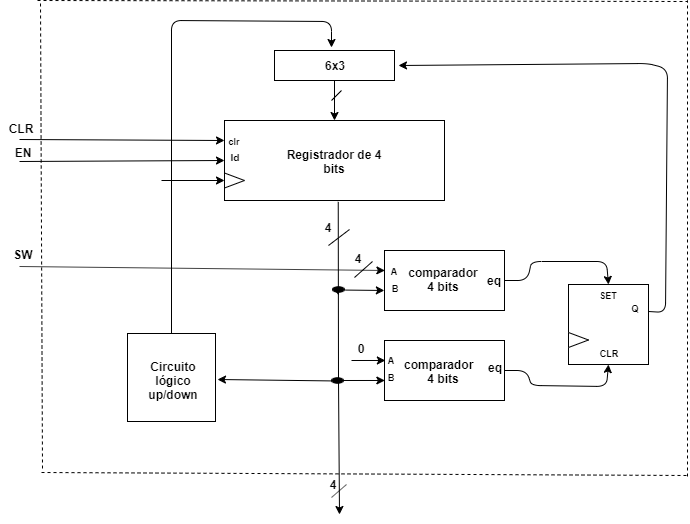 6x3
CLR
EN
clr
ld
Registrador de 4
bits
4
SW
4
A
B
comparador
4 bits
eq
SET
Q
CLR
0
A
B
comparador
4 bits
eq
Circuito
lógico
up/down
4